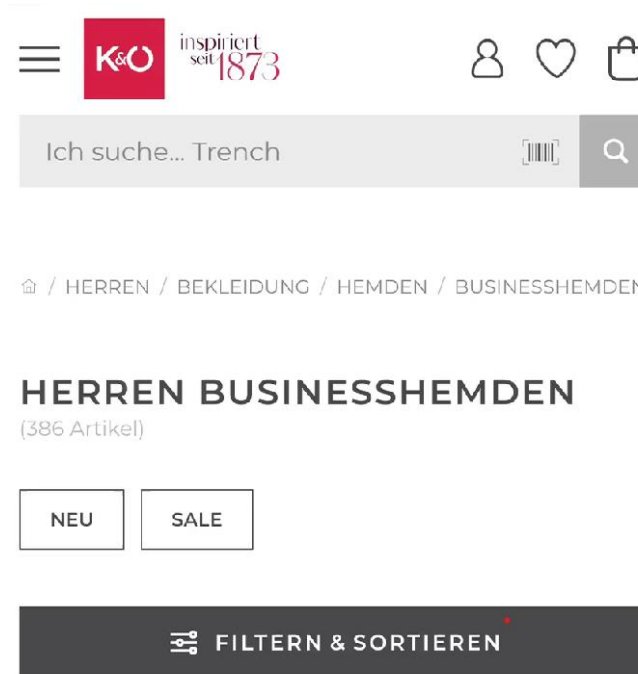 K&Ö inspiriert
seit 1873
Ich suche... Trench
/ HERREN / BEKLEIDUNG / HEMDEN / BUSINESSHEMDEN
HERREN BUSINESSHEMDEN
(386 Artikel)
NEU SALE
FILTERN & SORTIEREN